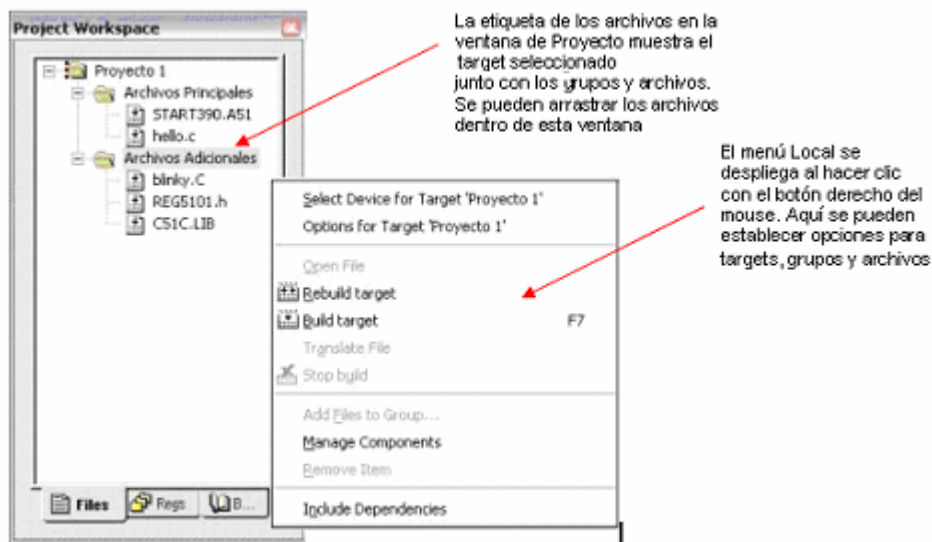 Project Workspace
Proyecto 1
Archivos Principales
START390.A51
hello.c
Archivos Adicionales
blinky.C
REG5101.h
C51C.LIB
Files
Regs
B...
Select Device for Target 'Proyecto 1'
Options for Target 'Proyecto 1'
Open File
Rebuild target
Build target F7
Translate File
Stop build
Add Files to Group...
Manage Components
Remove Item
Include Dependencies
La etiqueta de los archivos en la
ventana de Proyecto muestra el
target seleccionado
junto con los grupos y archivos.
Se pueden arrastrar los archivos
dentro de esta ventana
El menú Local se
despliega al hacer clic
con el botón derecho del
mouse. Aquí se pueden
establecer opciones para
targets, grupos y archivos